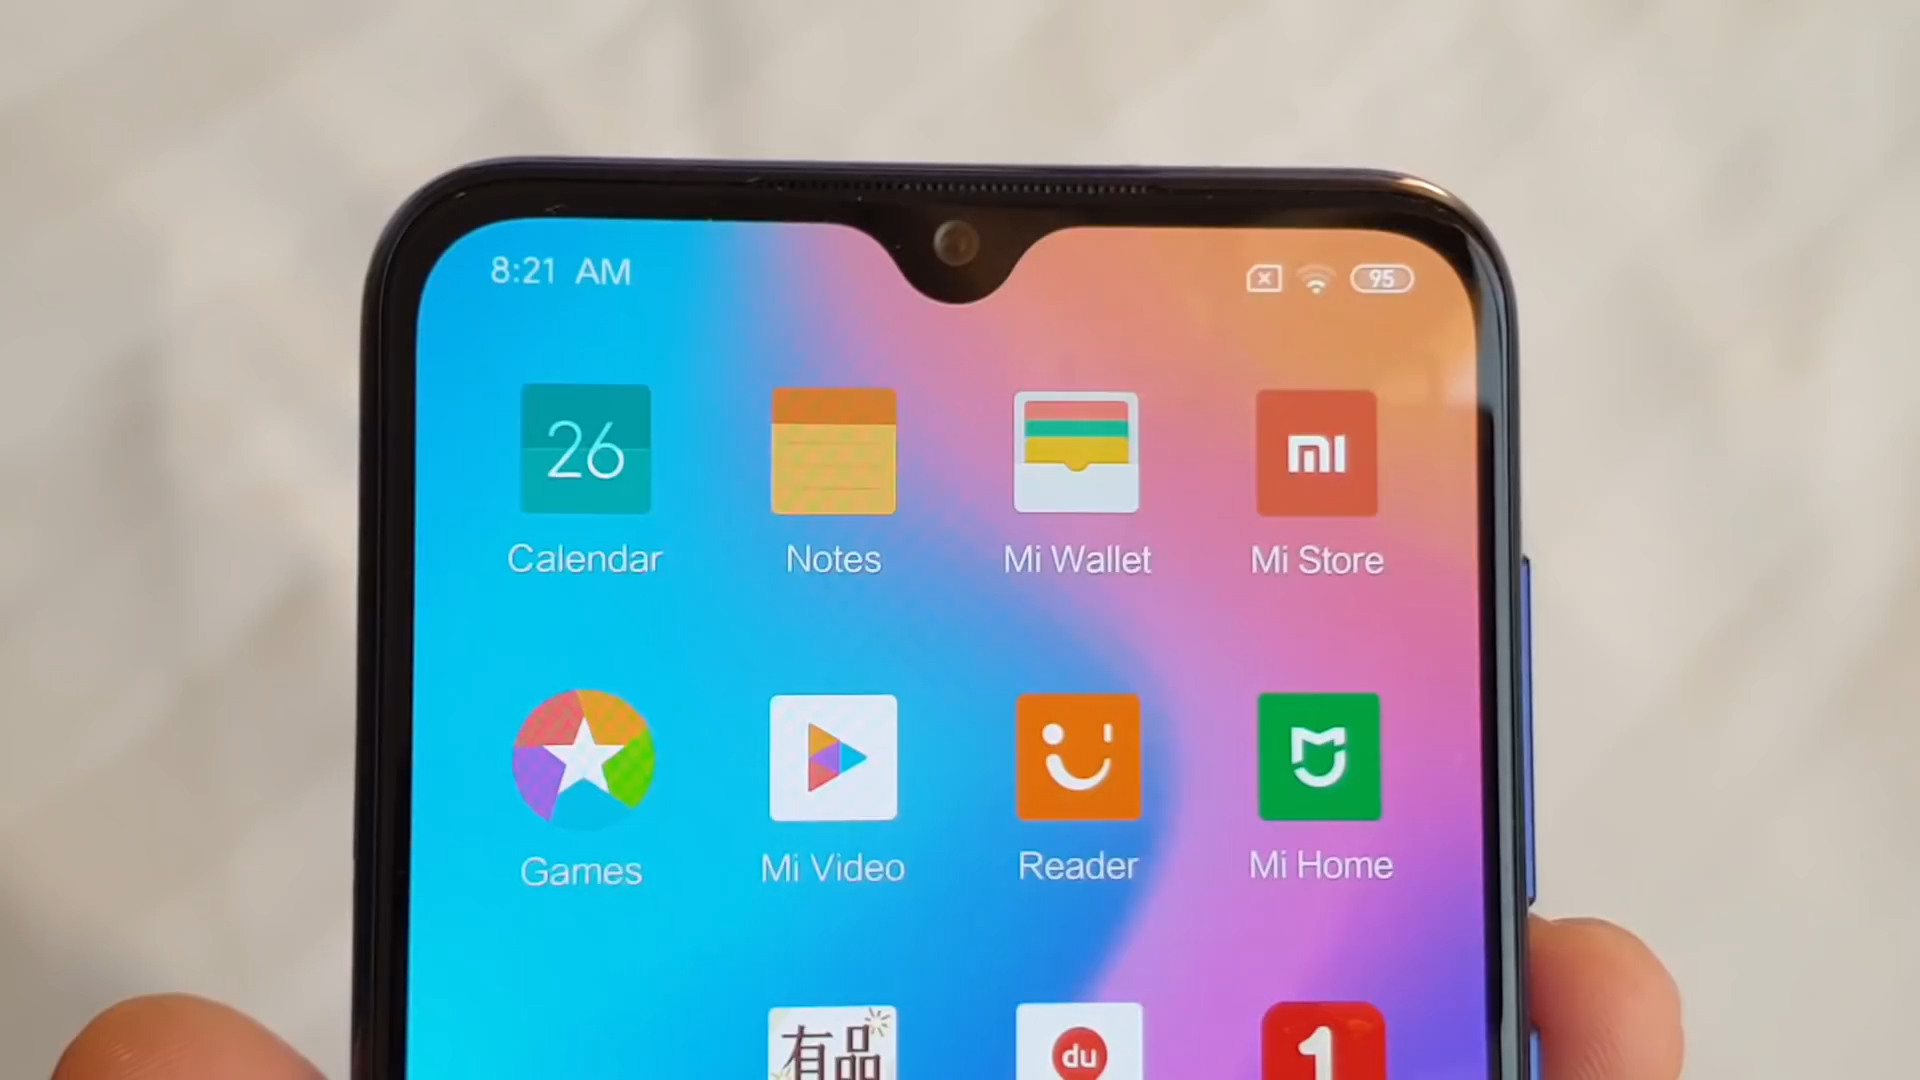 8:21 AM
95
26
mi
Calendar
Notes
Mi Wallet
Mi Store
Games
Mi Video
Reader
Mi Home
有品
du
1